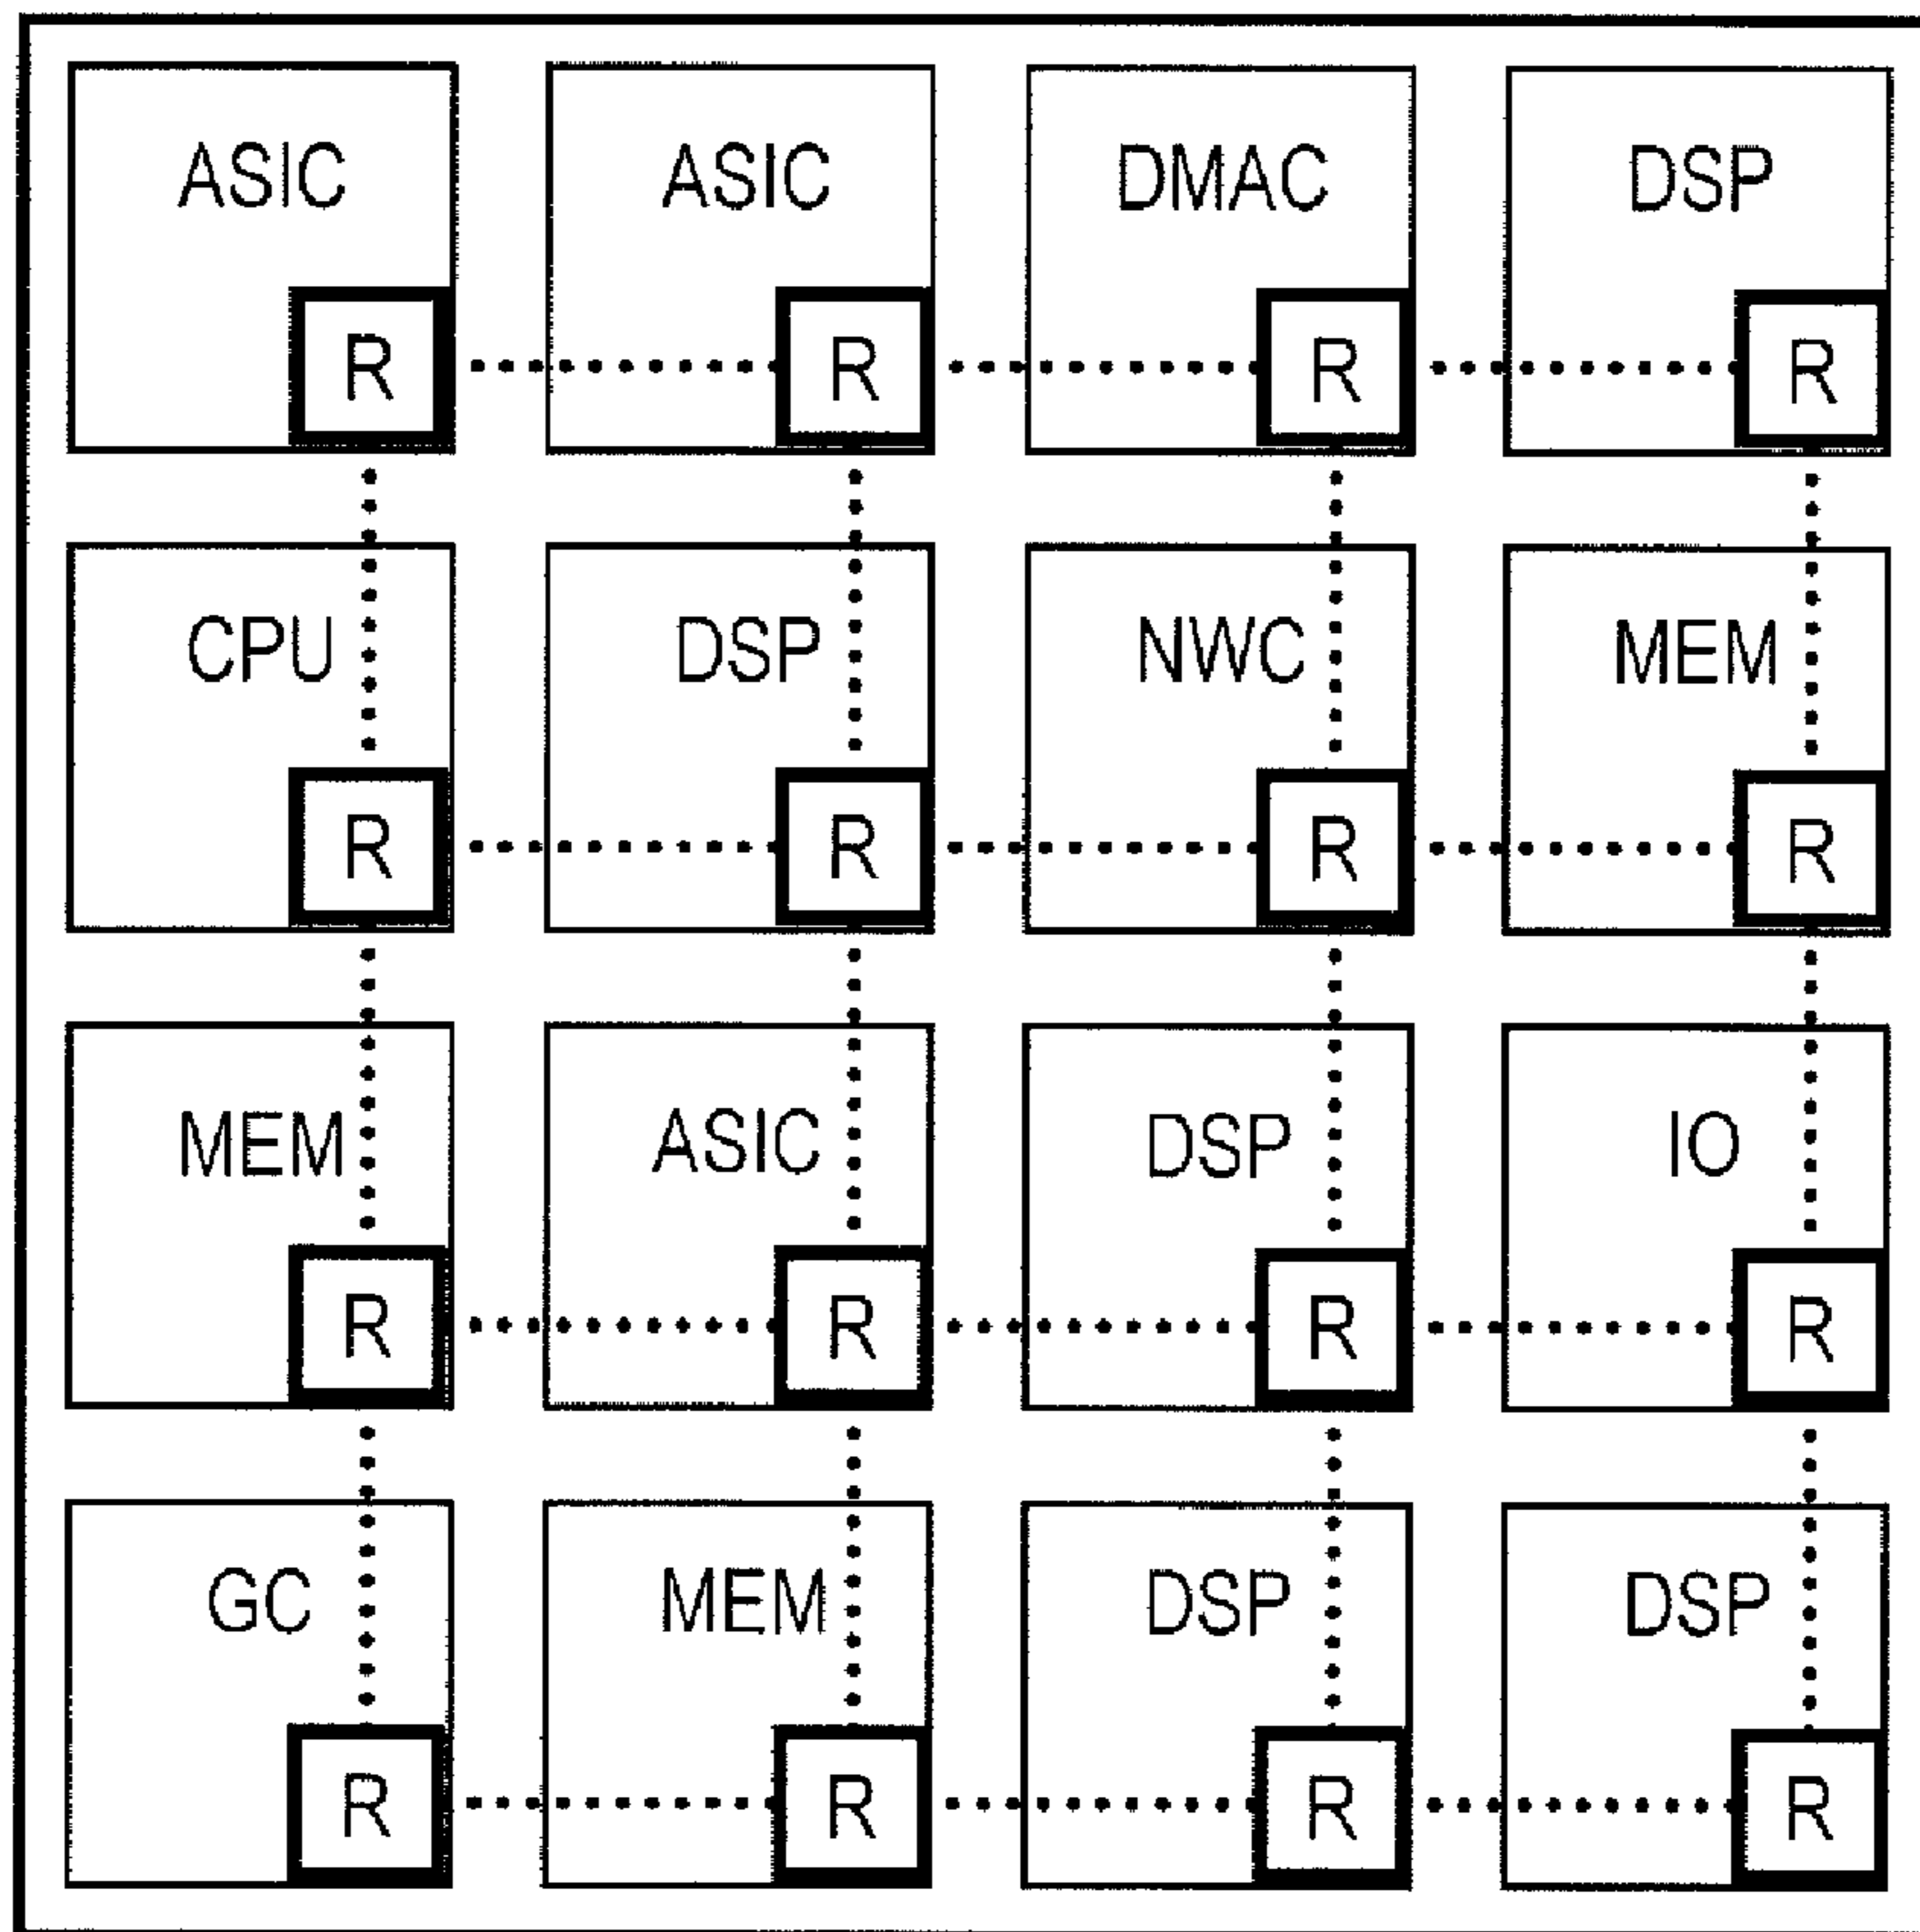 ASIC ASIC DMAC DSP
R R R R
CPU DSP NWC MEM
R R R R
MEM ASIC DSP IO
R R R R
GC MEM DSP DSP
R R R R